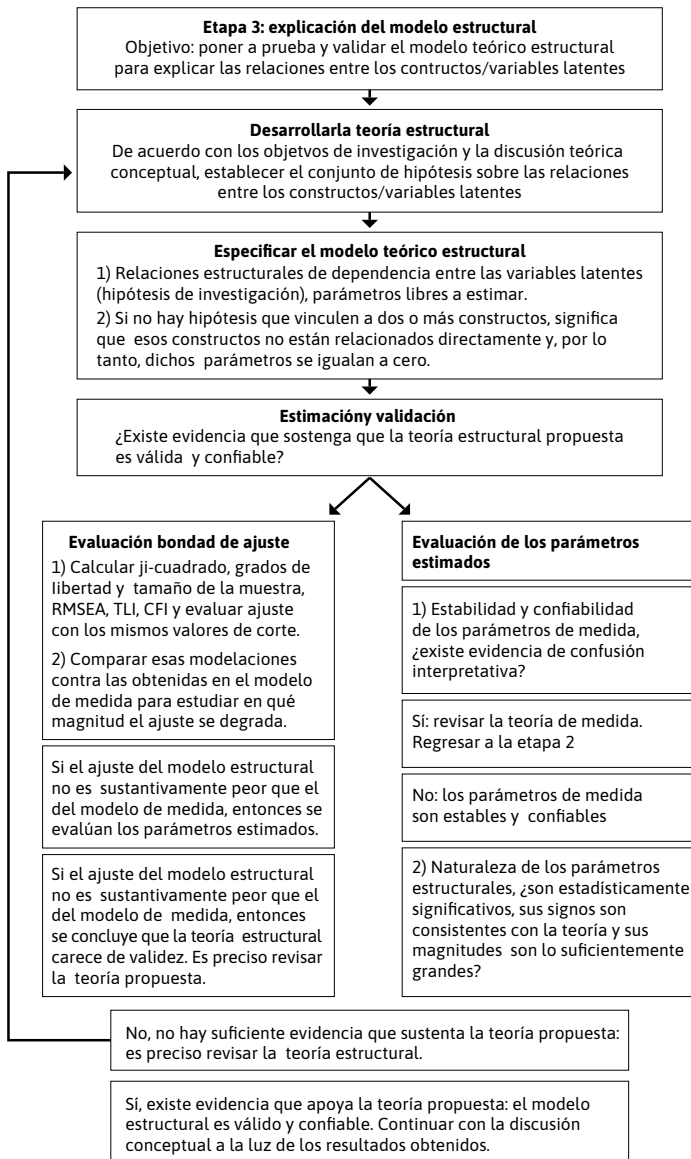 Etapa 3: explicación del modelo estructural
Objetivo: poner a prueba y validar el modelo teórico estructural
para explicar las relaciones entre los contructos/variables latentes
Desarrollarla teoría estructural
De acuerdo con los objetvos de investigación y la discusión teórica
conceptual, establecer el conjunto de hipótesis sobre las relaciones
entre los constructos/variables latentes
Especificar el modelo teórico estructural
1) Relaciones estructurales de dependencia entre las variables latentes
(hipótesis de investigación), parámetros libres a estimar.
2) Si no hay hipótesis que vinculen a dos o más constructos, significa
que esos constructos no están relacionados directamente y, por lo
tanto, dichos parámetros se igualan a cero.
Estimacióny validación
¿Existe evidencia que sostenga que la teoría estructural propuesta
es válida y confiable?
Evaluación bondad de ajuste
1) Calcular ji-cuadrado, grados de
libertad y tamaño de la muestra,
RMSEA, TLI, CFI y evaluar ajuste
con los mismos valores de corte.
2) Comparar esas modelaciones
contra las obtenidas en el modelo
de medida para estudiar en qué
magnitud el ajuste se degrada.
Si el ajuste del modelo estructural
no es sustantivamente peor que el
del modelo de medida, entonces se
evalúan los parámetros estimados.
Si el ajuste del modelo estructural
no es sustantivamente peor que el
del modelo de medida, entonces
se concluye que la teoría estructural
carece de validez. Es preciso revisar
la teoría propuesta.
Evaluación de los parámetros
estimados
1) Estabilidad y confiabilidad
de los parámetros de medida,
¿existe evidencia de confusión
interpretativa?
Sí: revisar la teoría de medida.
Regresar a la etapa 2
No: los parámetros de medida
son estables y confiables
2) Naturaleza de los parámetros
estructurales, ¿son estadísticamente
significativos, sus signos son
consistentes con la teoría y sus
magnitudes son lo suficientemente
grandes?
No, no hay suficiente evidencia que sustenta la teoría propuesta:
es preciso revisar la teoría estructural.
Sí, existe evidencia que apoya la teoría propuesta: el modelo
estructural es válido y confiable. Continuar con la discusión
conceptual a la luz de los resultados obtenidos.